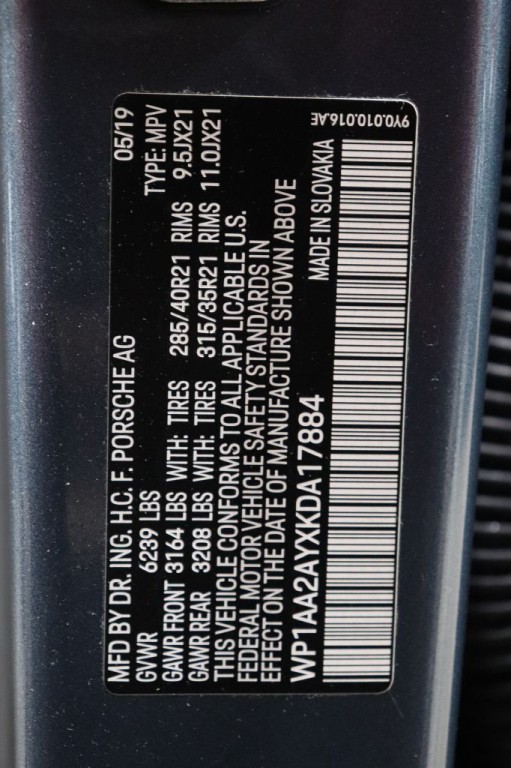 MFD BY DR. ING. H.C. F. PORSCHE AG 05/19
GVWR 6239 LBS TYPE: MPV
GAWR FRONT 3164 LBS WITH: TIRES 285/40R21 RIMS 9.5JX21
GAWR REAR 3208 LBS WITH: TIRES 315/35R21 RIMS 11.0JX21
THIS VEHICLE CONFORMS TO ALL APPLICABLE U.S.
FEDERAL MOTOR VEHICLE SAFETY STANDARDS IN
EFFECT ON THE DATE OF MANUFACTURE SHOWN ABOVE
WP1AA2AYXKDA17884 MADE IN SLOVAKIA
9Y0.010.016.AE